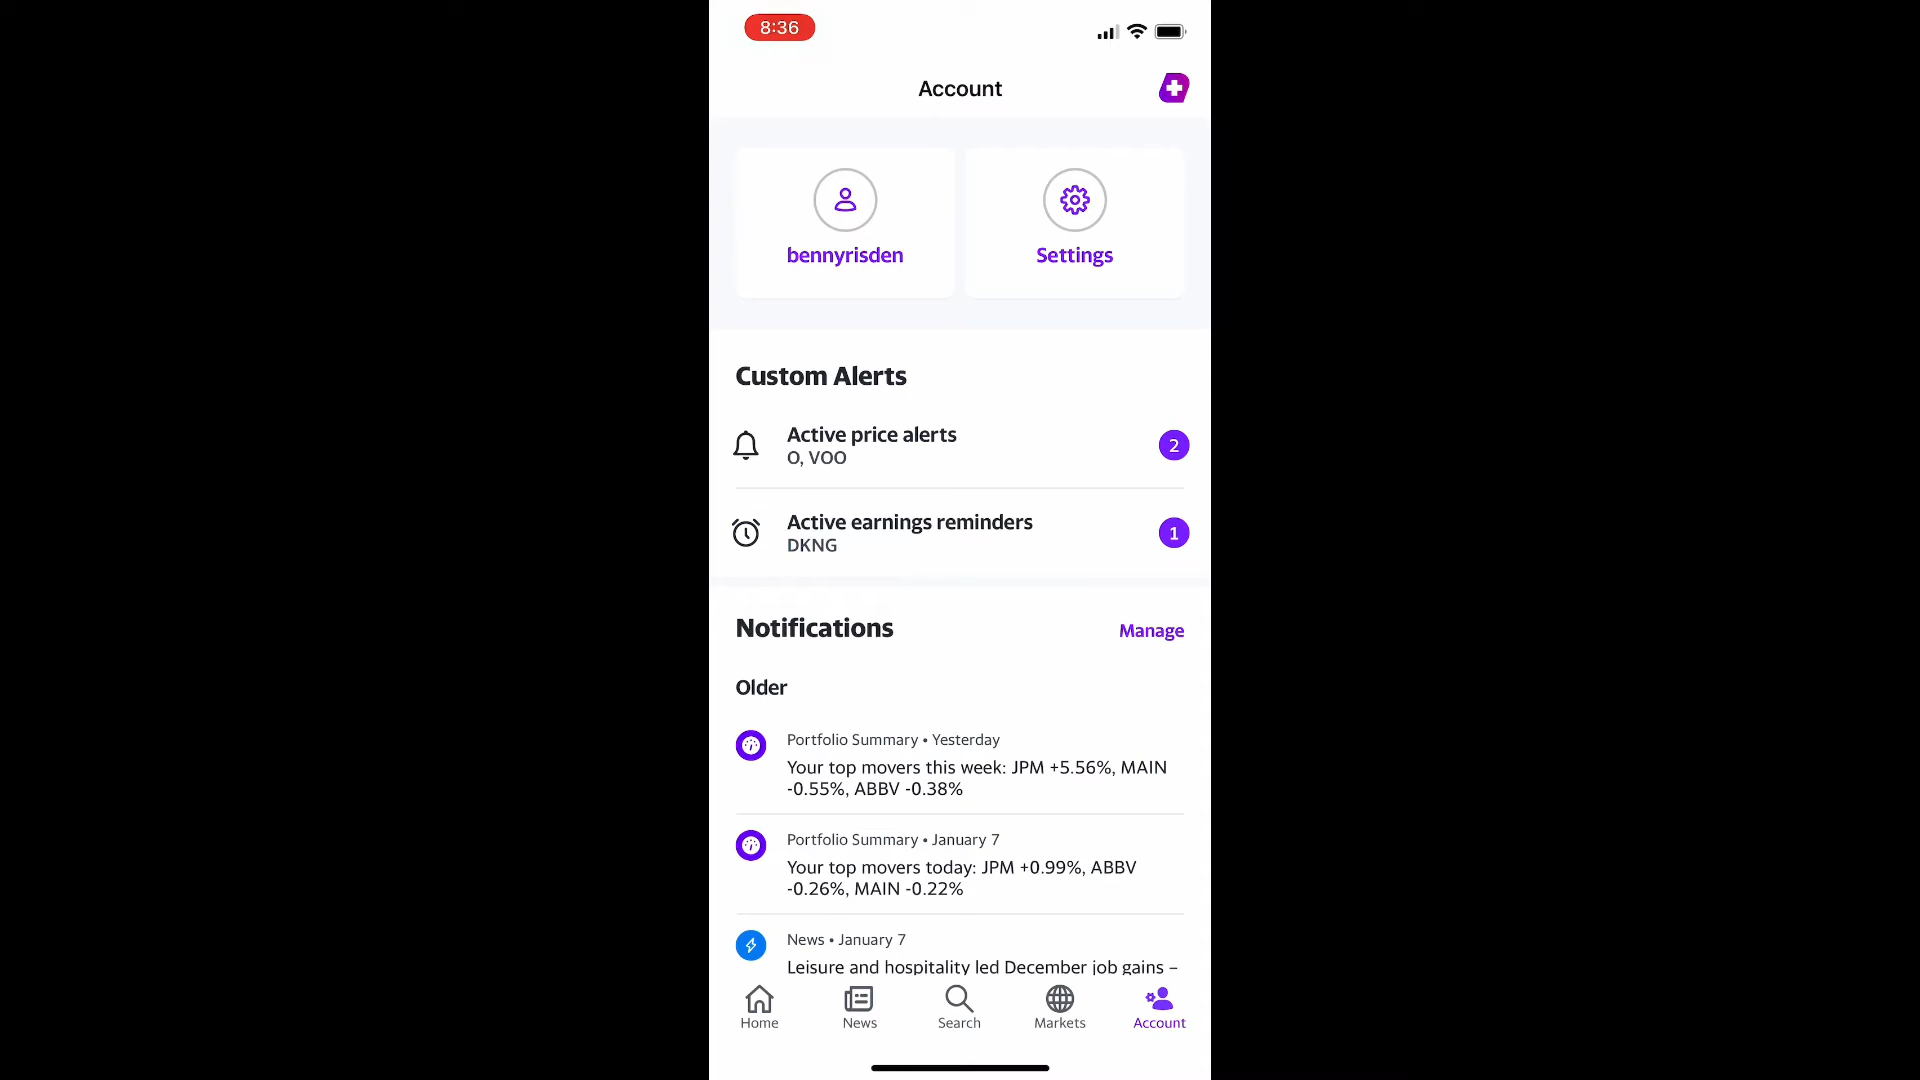 8:36
Account
bennyrisden
Settings
Custom Alerts
Active price alerts
O, VOO
2
Active earnings reminders
DKNG
1
Notifications
Manage
Older
Portfolio Summary • Yesterday
Your top movers this week: JPM +5.56%, MAIN
-0.55%, ABBV -0.38%
Portfolio Summary • January 7
Your top movers today: JPM +0.99%, ABBV
-0.26%, MAIN -0.22%
News • January 7
Leisure and hospitality led December job gains –
Home
News
Search
Markets
Account